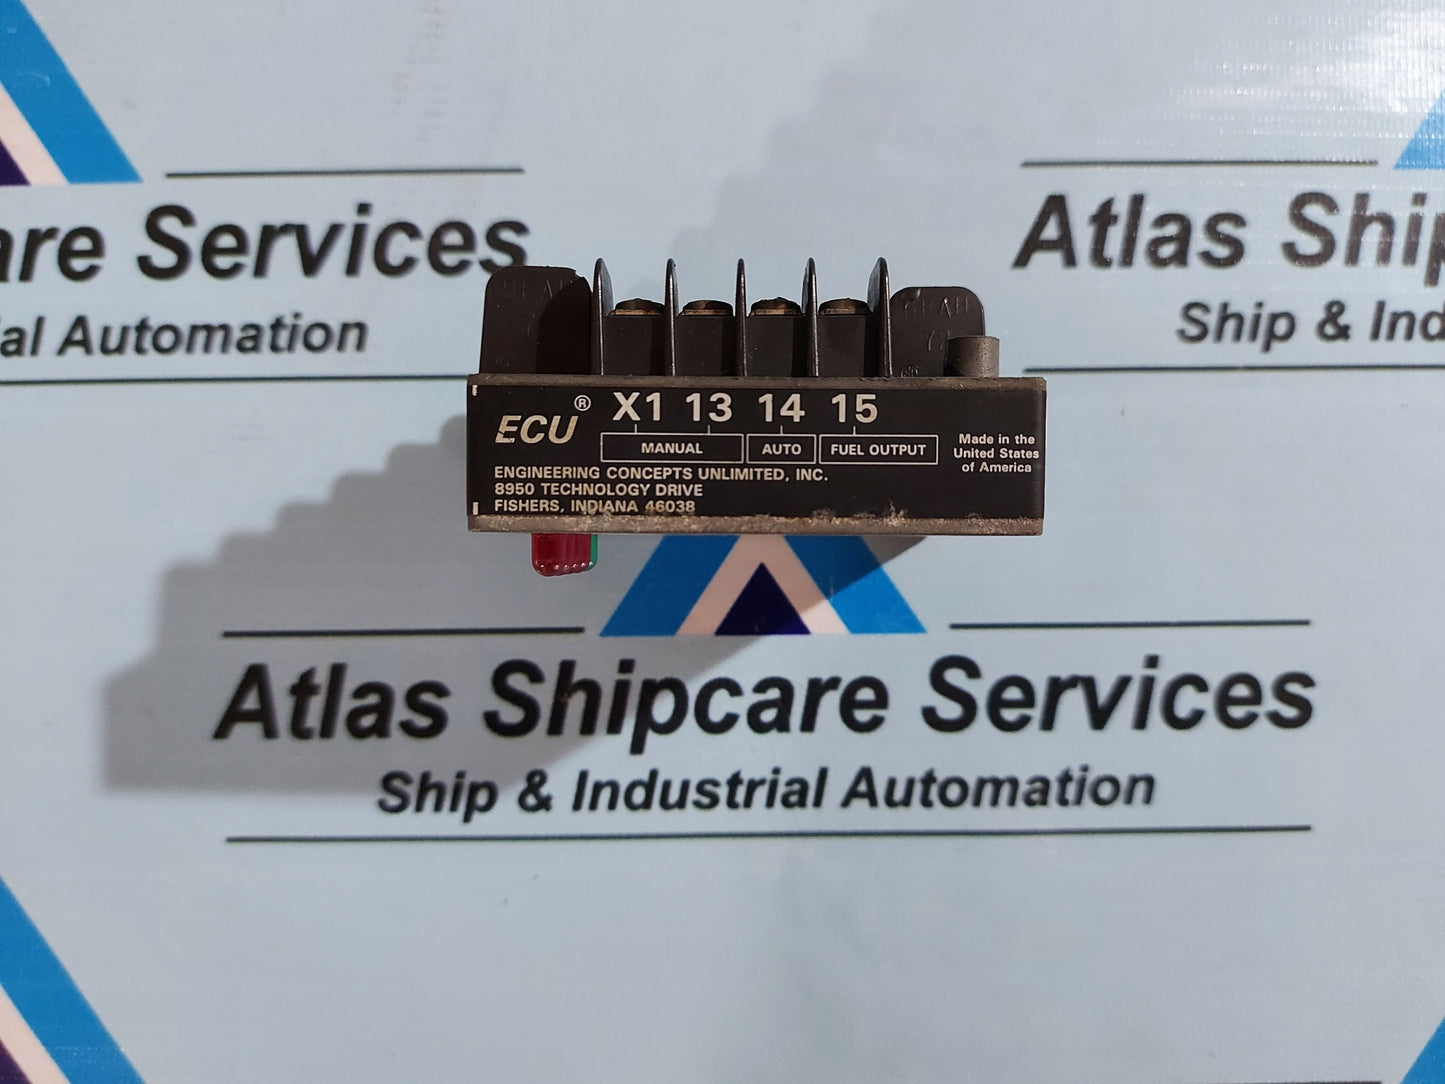 are Services
al Automation
Atlas Ship
Ship & Ind
ECU®
X1 13 14 15
MANUAL AUTO FUEL OUTPUT
Made in the
United States
of America
ENGINEERING CONCEPTS UNLIMITED, INC.
8950 TECHNOLOGY DRIVE
FISHERS, INDIANA 46038
Atlas Shipcare Services
Ship & Industrial Automation